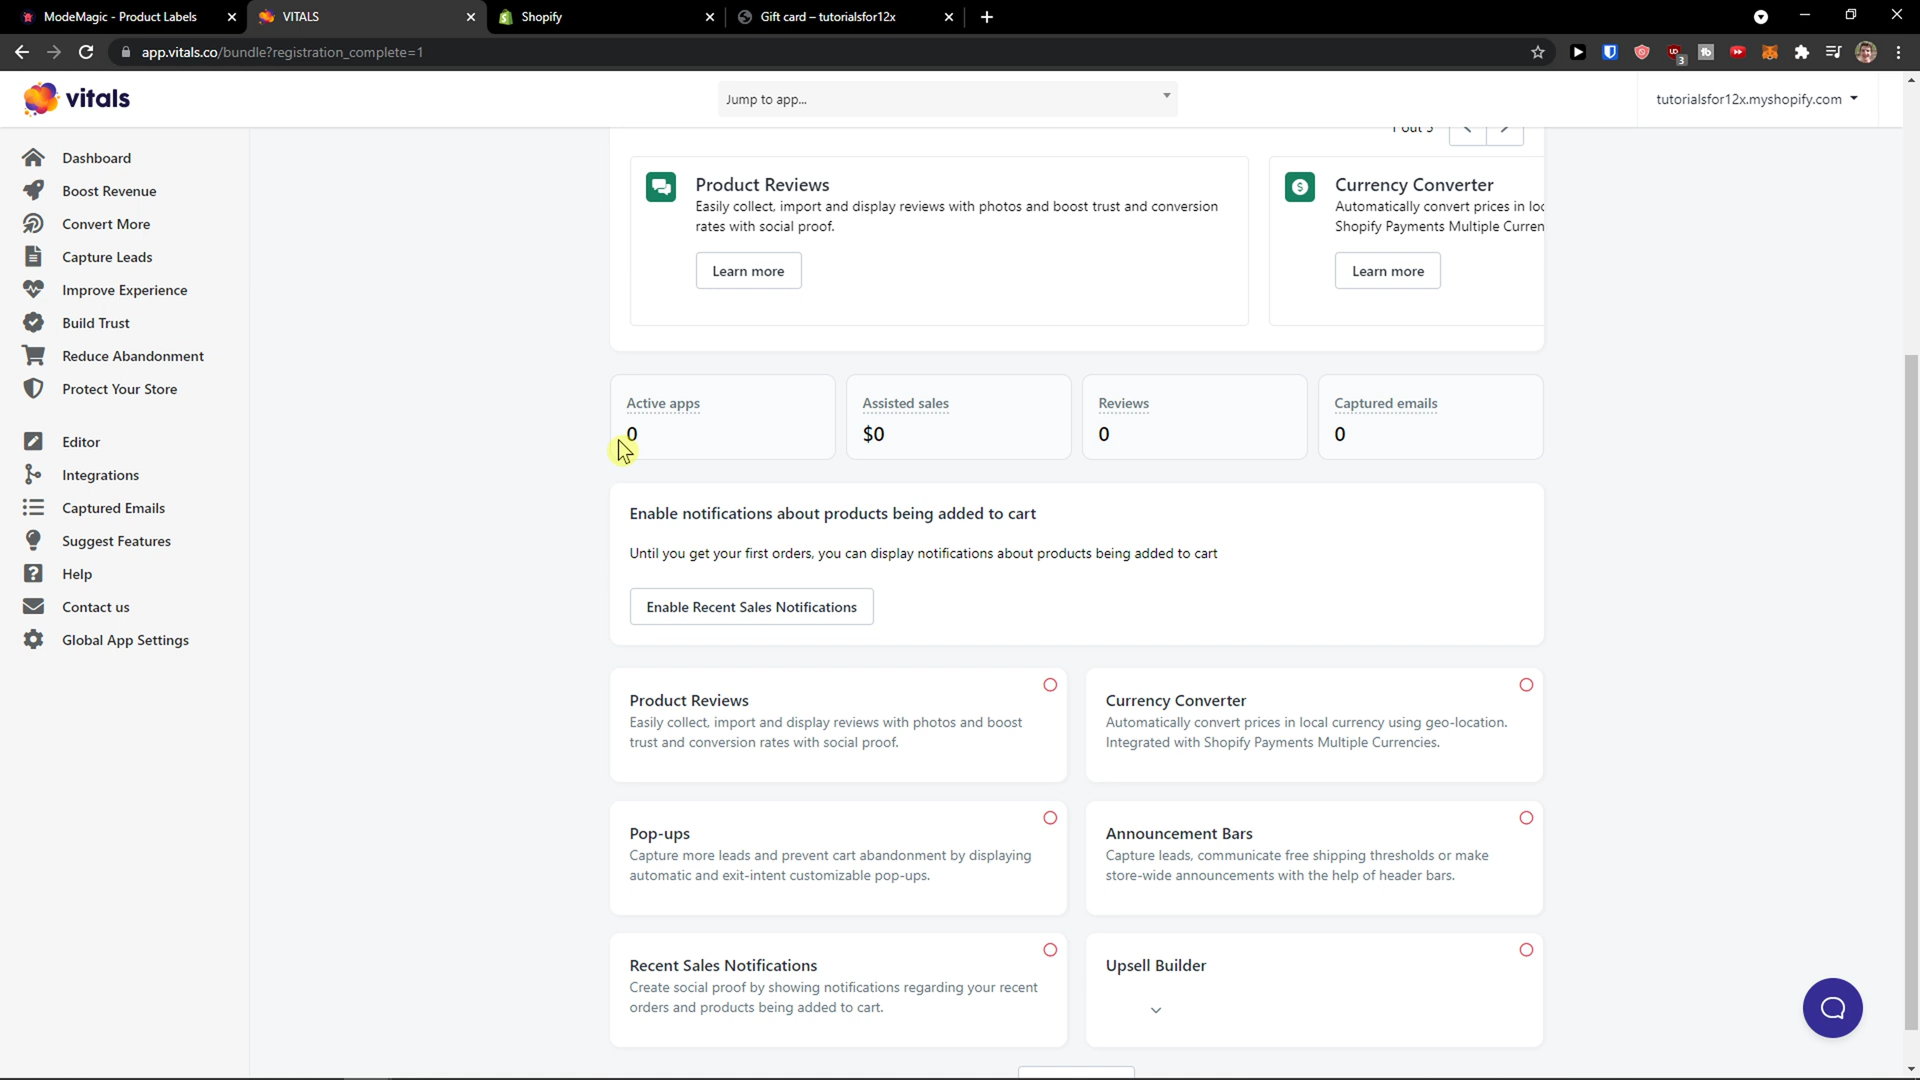 ModeMagic - Product Labels
VITALS
Shopify
Gift card – tutorialsfor12x
app.vitals.co/bundle?registration_complete=1
3
vitals
Jump to app...
tutorialsfor12x.myshopify.com
Dashboard
Boost Revenue
Convert More
Capture Leads
Improve Experience
Build Trust
Reduce Abandonment
Protect Your Store
Editor
Integrations
Captured Emails
Suggest Features
Help
Contact us
Global App Settings
Product Reviews
Easily collect, import and display reviews with photos and boost trust and conversion
rates with social proof.
Learn more
Currency Converter
Automatically convert prices in loc
Shopify Payments Multiple Curren
Learn more
Active apps
0
Assisted sales
$0
Reviews
0
Captured emails
0
Enable notifications about products being added to cart
Until you get your first orders, you can display notifications about products being added to cart
Enable Recent Sales Notifications
Product Reviews
Easily collect, import and display reviews with photos and boost
trust and conversion rates with social proof.
Currency Converter
Automatically convert prices in local currency using geo-location.
Integrated with Shopify Payments Multiple Currencies.
Pop-ups
Capture more leads and prevent cart abandonment by displaying
automatic and exit-intent customizable pop-ups.
Announcement Bars
Capture leads, communicate free shipping thresholds or make
store-wide announcements with the help of header bars.
Recent Sales Notifications
Create social proof by showing notifications regarding your recent
orders and products being added to cart.
Upsell Builder